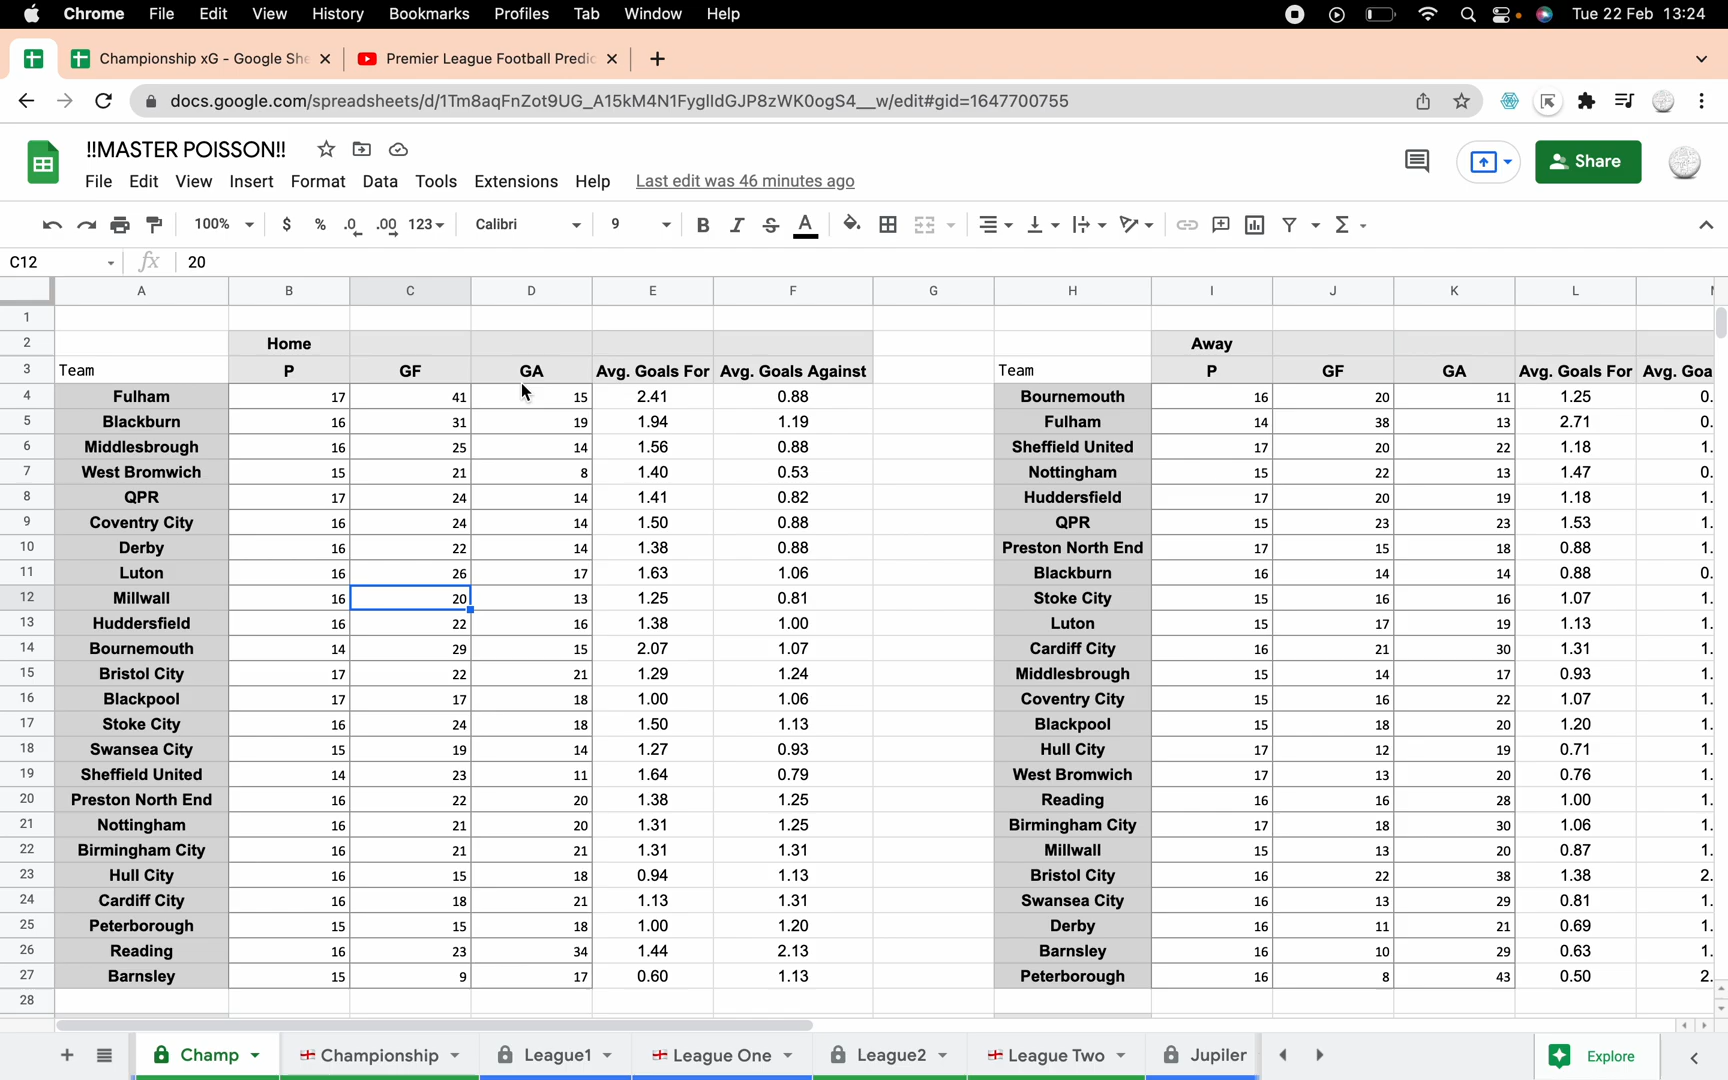 Chrome File Edit View History Bookmarks Profiles Tab Window Help Tue 22 Feb 13:24
Championship xG - Google She Premier League Football Predic
docs.google.com/spreadsheets/d/1Tm8aqFnZot9UG_A15kM4N1FyglIdGJP8zWK0ogS4__w/edit#gid=1647700755
!!MASTER POISSON!!
File Edit View Insert Format Data Tools Extensions Help Last edit was 46 minutes ago Share
100% $ % .0 .00 123 Calibri 9 B I S A Σ
C12 fx 20
A B C D E F G H I J K L
1
2 Home Away
3 Team P GF GA Avg. Goals For Avg. Goals Against Team P GF GA Avg. Goals For Avg. Goa
4 Fulham 17 41 15 2.41 0.88 Bournemouth 16 20 11 1.25 0.
5 Blackburn 16 31 19 1.94 1.19 Fulham 14 38 13 2.71 0.
6 Middlesbrough 16 25 14 1.56 0.88 Sheffield United 17 20 22 1.18 1.
7 West Bromwich 15 21 8 1.40 0.53 Nottingham 15 22 13 1.47 0.
8 QPR 17 24 14 1.41 0.82 Huddersfield 17 20 19 1.18 1.
9 Coventry City 16 24 14 1.50 0.88 QPR 15 23 23 1.53 1.
10 Derby 16 22 14 1.38 0.88 Preston North End 17 15 18 0.88 1.
11 Luton 16 26 17 1.63 1.06 Blackburn 16 14 14 0.88 0.
12 Millwall 16 20 13 1.25 0.81 Stoke City 15 16 16 1.07 1.
13 Huddersfield 16 22 16 1.38 1.00 Luton 15 17 19 1.13 1.
14 Bournemouth 14 29 15 2.07 1.07 Cardiff City 16 21 30 1.31 1.
15 Bristol City 17 22 21 1.29 1.24 Middlesbrough 15 14 17 0.93 1.
16 Blackpool 17 17 18 1.00 1.06 Coventry City 15 16 22 1.07 1.
17 Stoke City 16 24 18 1.50 1.13 Blackpool 15 18 20 1.20 1.
18 Swansea City 15 19 14 1.27 0.93 Hull City 17 12 19 0.71 1.
19 Sheffield United 14 23 11 1.64 0.79 West Bromwich 17 13 20 0.76 1.
20 Preston North End 16 22 20 1.38 1.25 Reading 16 16 28 1.00 1.
21 Nottingham 16 21 20 1.31 1.25 Birmingham City 17 18 30 1.06 1.
22 Birmingham City 16 21 21 1.31 1.31 Millwall 15 13 20 0.87 1.
23 Hull City 16 15 18 0.94 1.13 Bristol City 16 22 38 1.38 2.
24 Cardiff City 16 18 21 1.13 1.31 Swansea City 16 13 29 0.81 1.
25 Peterborough 15 15 18 1.00 1.20 Derby 16 11 21 0.69 1.
26 Reading 16 23 34 1.44 2.13 Barnsley 16 10 29 0.63 1.
27 Barnsley 15 9 17 0.60 1.13 Peterborough 16 8 43 0.50 2.
28
Champ Championship League1 League One League2 League Two Jupiler Explore